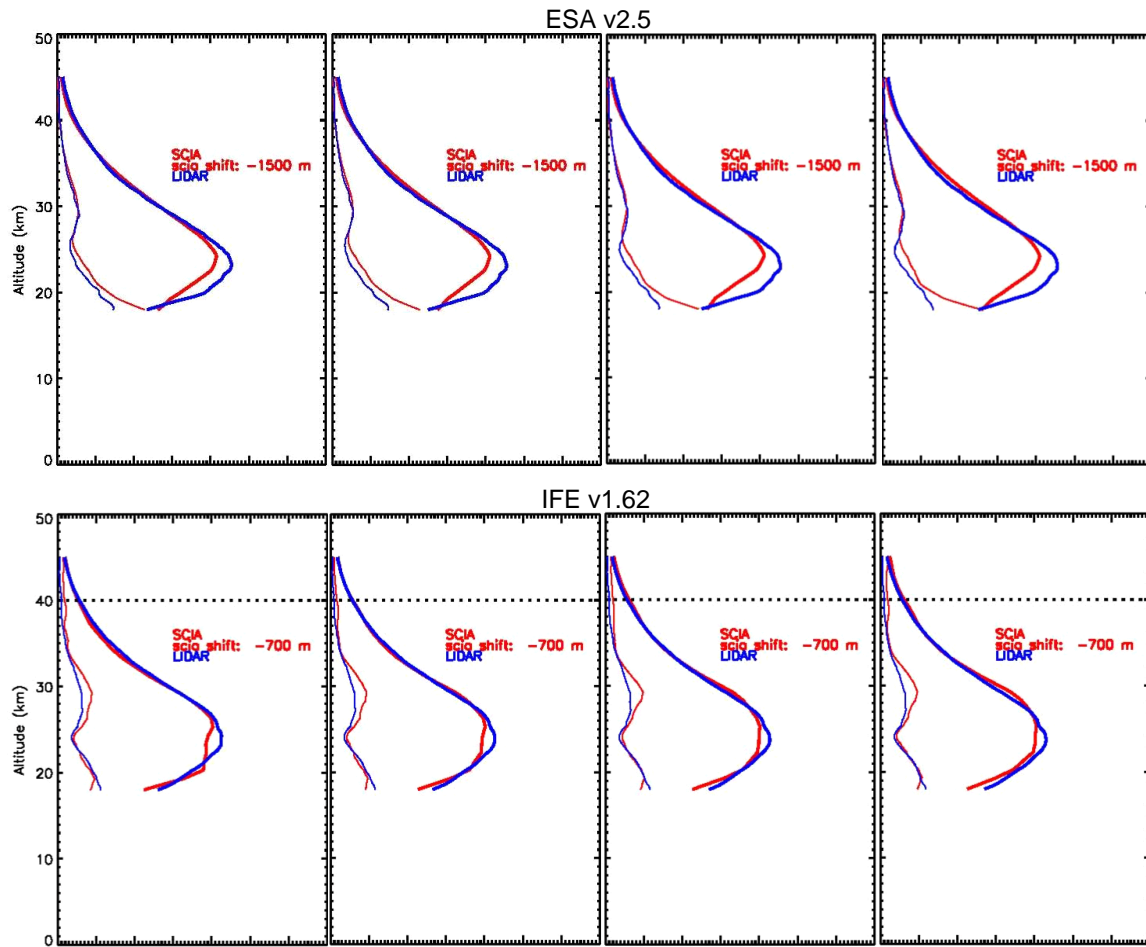 ESA v2.5
50
40
30
20
10
0
Altitude (km)
SCIA
scia shift: -1500 m
LIDAR
SCIA
scia shift: -1500 m
LIDAR
SCIA
scia shift: -1500 m
LIDAR
SCIA
scia shift: -1500 m
LIDAR
IFE v1.62
50
40
30
20
10
0
Altitude (km)
SCIA
scia shift: -700 m
LIDAR
SCIA
scia shift: -700 m
LIDAR
SCIA
scia shift: -700 m
LIDAR
SCIA
scia shift: -700 m
LIDAR